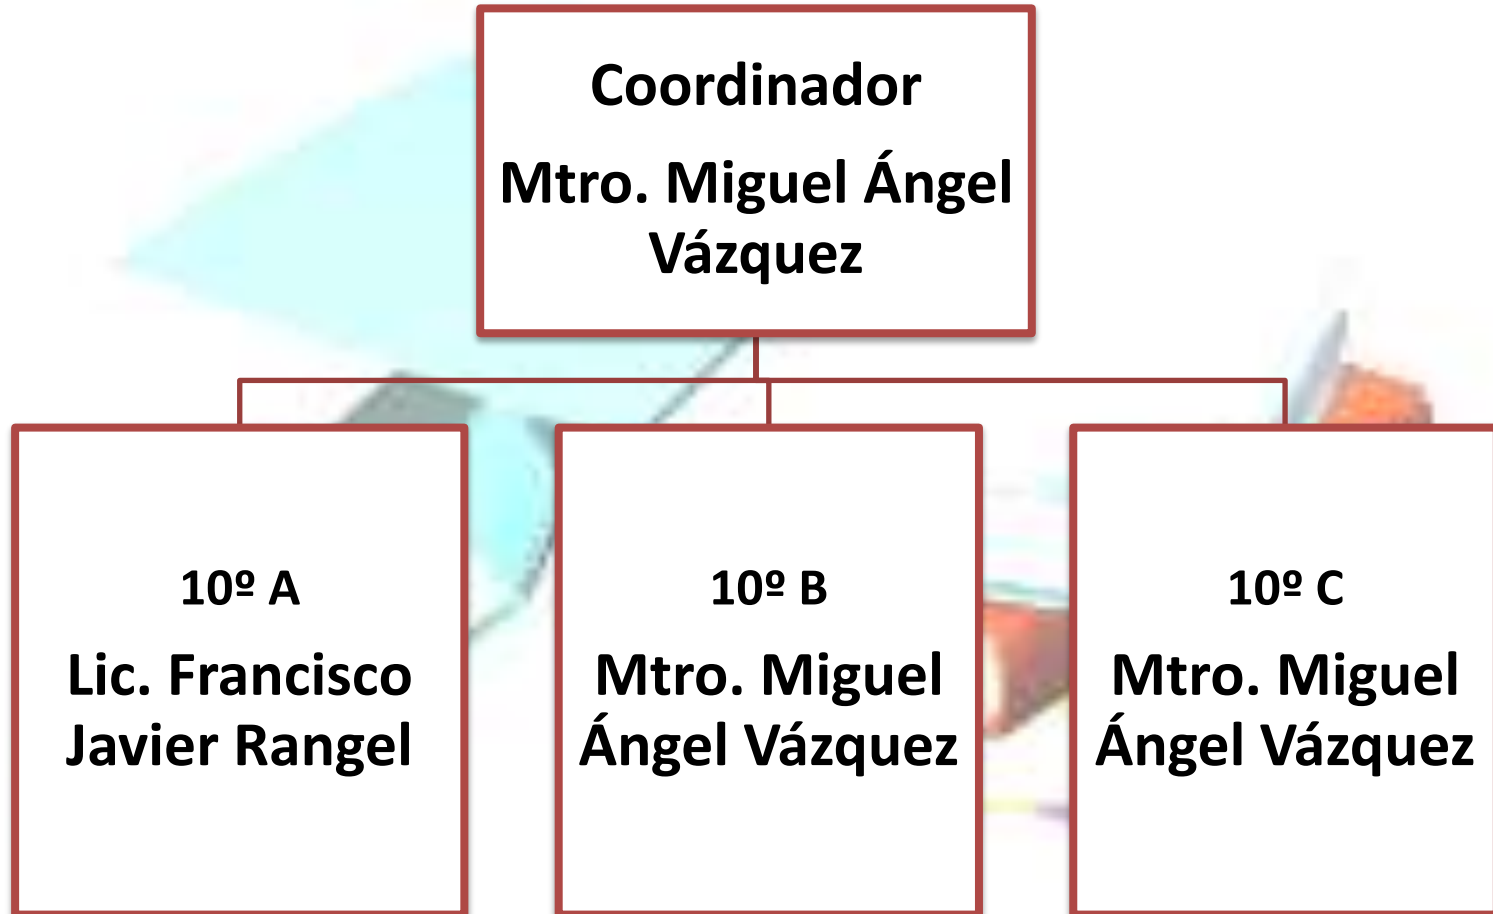 Coordinador
Mtro. Miguel Ángel
Vázquez
10º A
Lic. Francisco
Javier Rangel
10º B
Mtro. Miguel
Ángel Vázquez
10º C
Mtro. Miguel
Ángel Vázquez